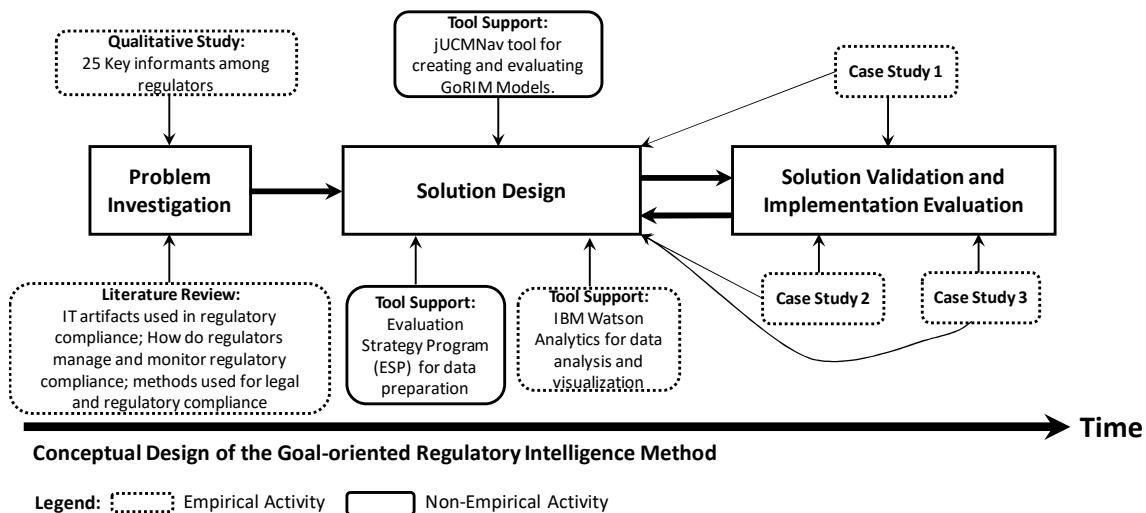 Qualitative Study:
25 Key informants among
regulators
Tool Support:
jUCMNav tool for
creating and evaluating
GoRIM Models.
Case Study 1
Problem
Investigation
Solution Design
Solution Validation and
Implementation Evaluation
Literature Review:
IT artifacts used in regulatory
compliance; How do regulators
manage and monitor regulatory
compliance; methods used for legal
and regulatory compliance
Tool Support:
Evaluation
Strategy Program
(ESP) for data
preparation
Tool Support:
IBM Watson
Analytics for data
analysis and
visualization
Case Study 2
Case Study 3
Time
Conceptual Design of the Goal-oriented Regulatory Intelligence Method
Legend: Empirical Activity Non-Empirical Activity